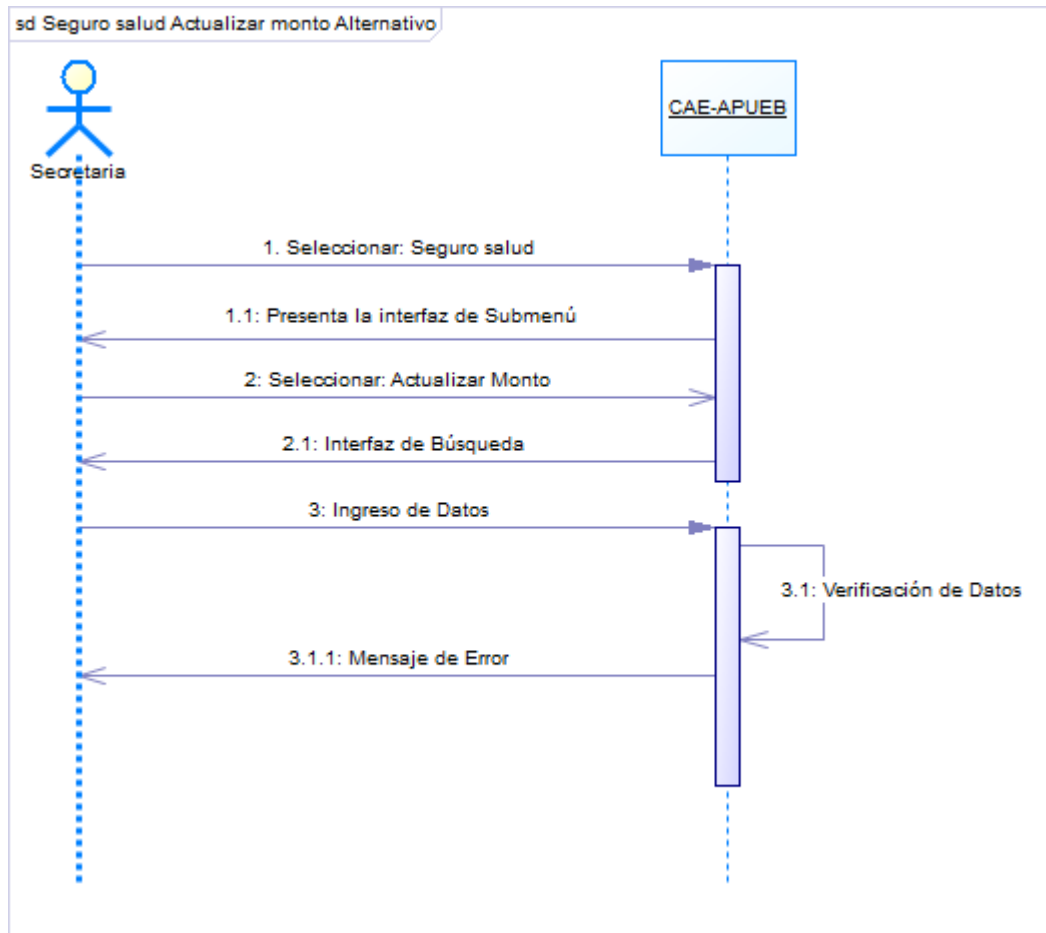 sd Seguro salud Actualizar monto Alternativo
CAE-APUEB
Secretaria
1. Seleccionar: Seguro salud
1.1: Presenta la interfaz de Submenú
2: Seleccionar: Actualizar Monto
2.1: Interfaz de Búsqueda
3: Ingreso de Datos
3.1: Verificación de Datos
3.1.1: Mensaje de Error